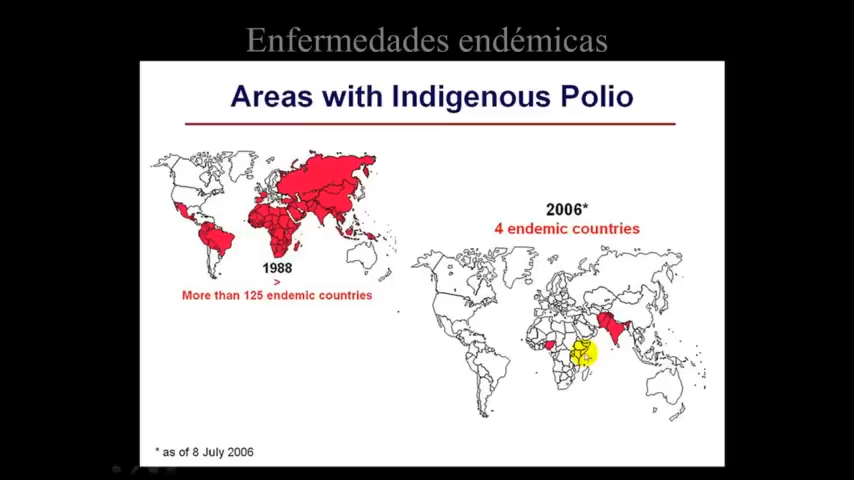 Enfermedades endémicas
Areas with Indigenous Polio
1988
>
More than 125 endemic countries
2006*
4 endemic countries
* as of 8 July 2006